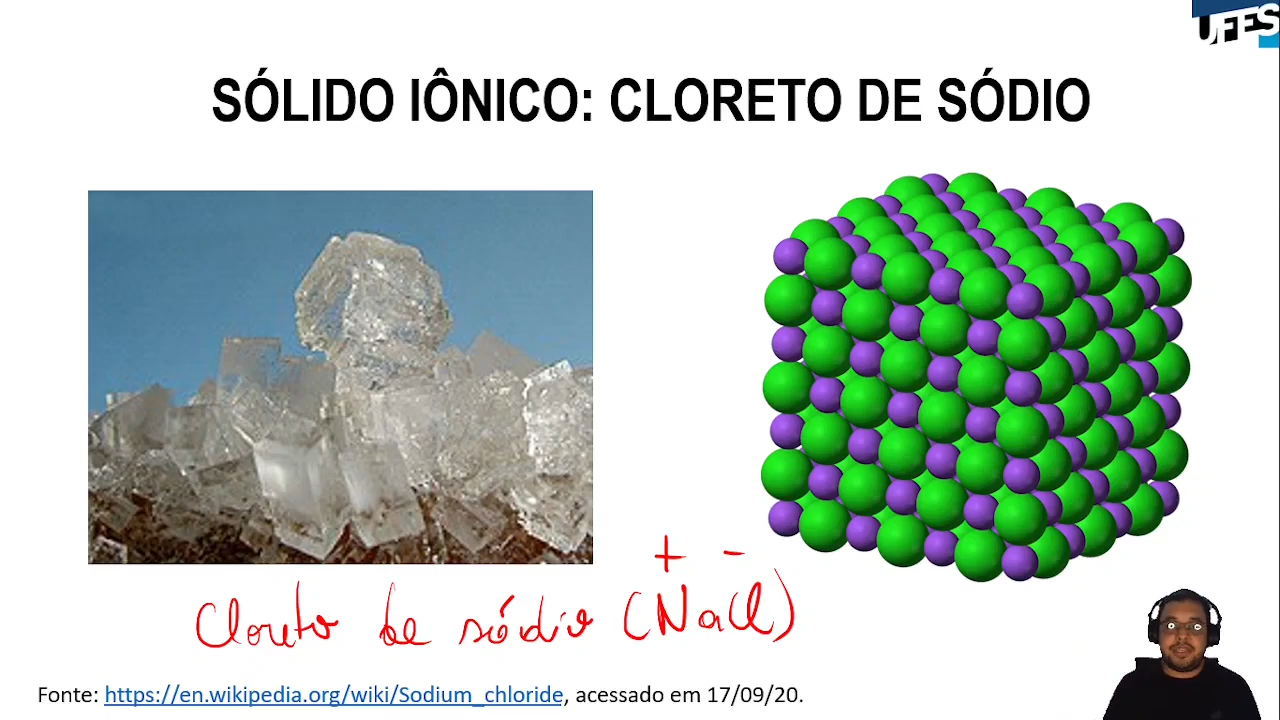 UFES
SÓLIDO IÔNICO: CLORETO DE SÓDIO
+ -
Cloreto de sódio (NaCl)
Fonte: https://en.wikipedia.org/wiki/Sodium_chloride, acessado em 17/09/20.